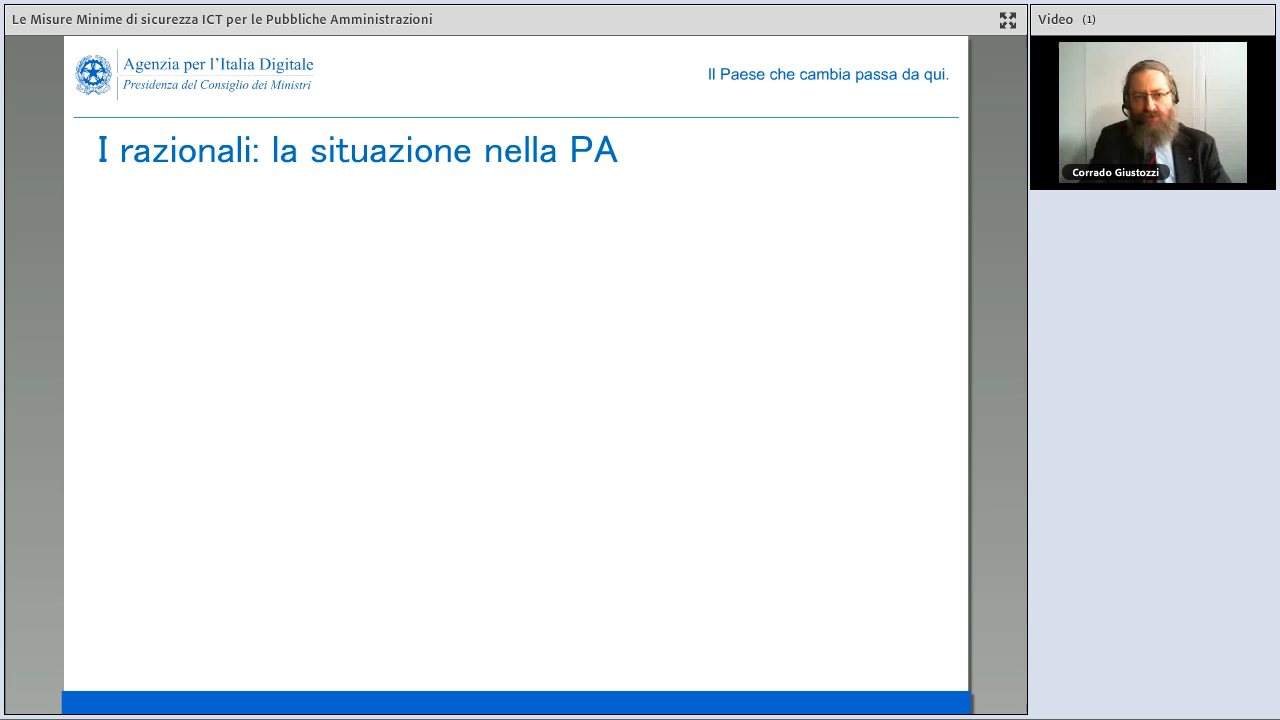 Le Misure Minime di sicurezza ICT per le Pubbliche Amministrazioni
Video (1)
Agenzia per l'Italia Digitale
Presidenza del Consiglio dei Ministri
Il Paese che cambia passa da qui.
I razionali: la situazione nella PA
Corrado Giustozzi